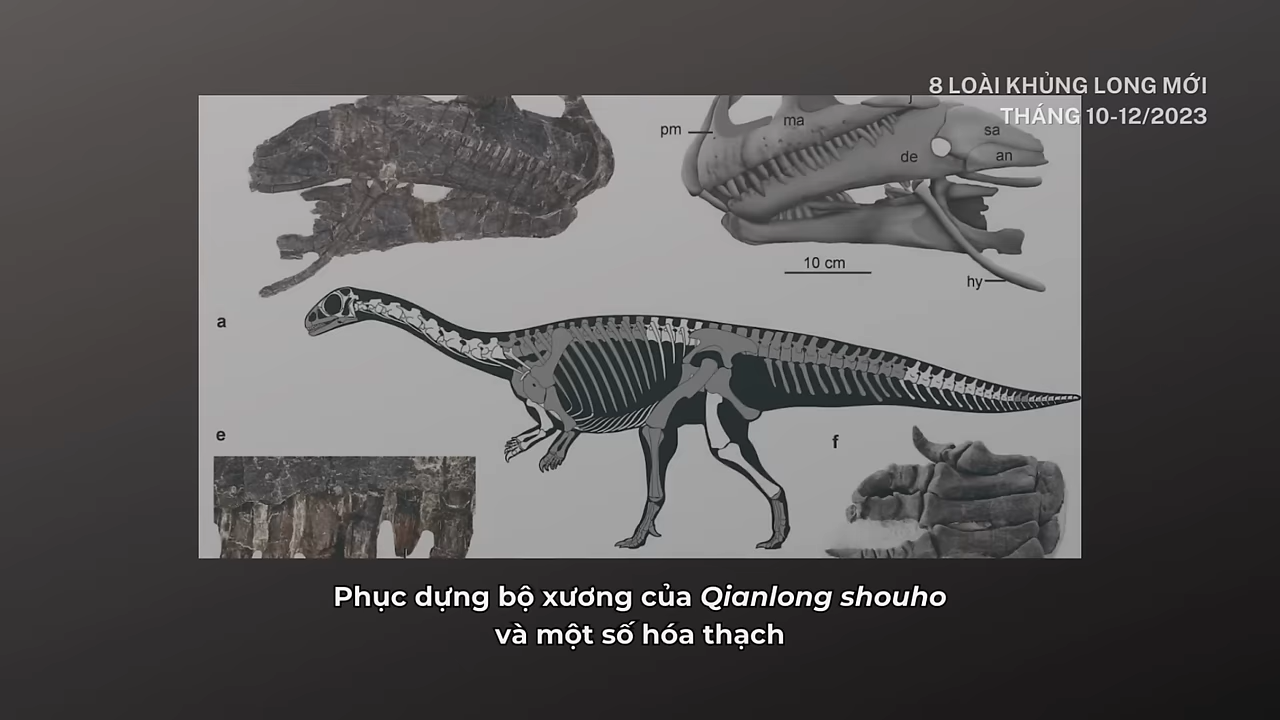 8 LOÀI KHỦNG LONG MỚI
THÁNG 10-12/2023
pm
ma
sa
de
an
10 cm
hy
a
e
f
Phục dựng bộ xương của Qianlong shouho
và một số hóa thạch